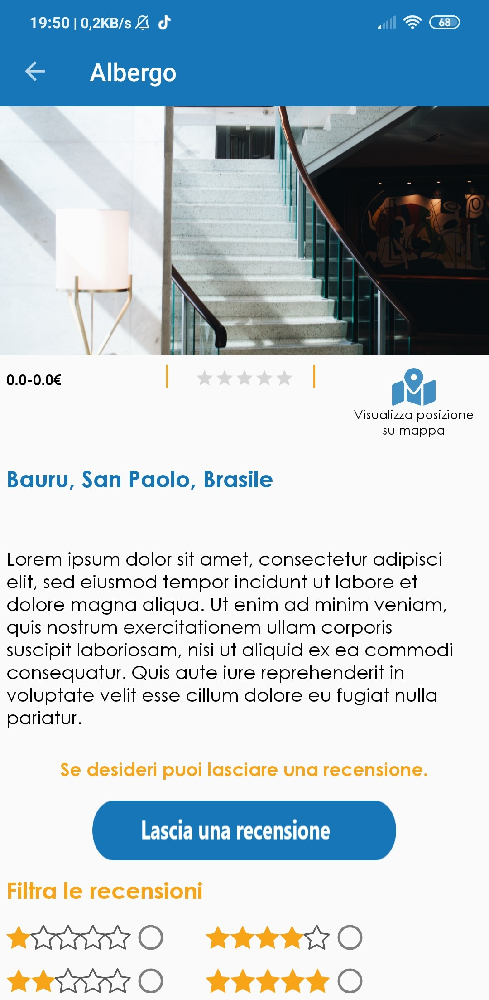 19:50 | 0,2KB/s
68
Albergo
0.0-0.0€
Visualizza posizione
su mappa
Bauru, San Paolo, Brasile
Lorem ipsum dolor sit amet, consectetur adipisci
elit, sed eiusmod tempor incidunt ut labore et
dolore magna aliqua. Ut enim ad minim veniam,
quis nostrum exercitationem ullam corporis
suscipit laboriosam, nisi ut aliquid ex ea commodi
consequatur. Quis aute iure reprehenderit in
voluptate velit esse cillum dolore eu fugiat nulla
pariatur.
Se desideri puoi lasciare una recensione.
Lascia una recensione
Filtra le recensioni